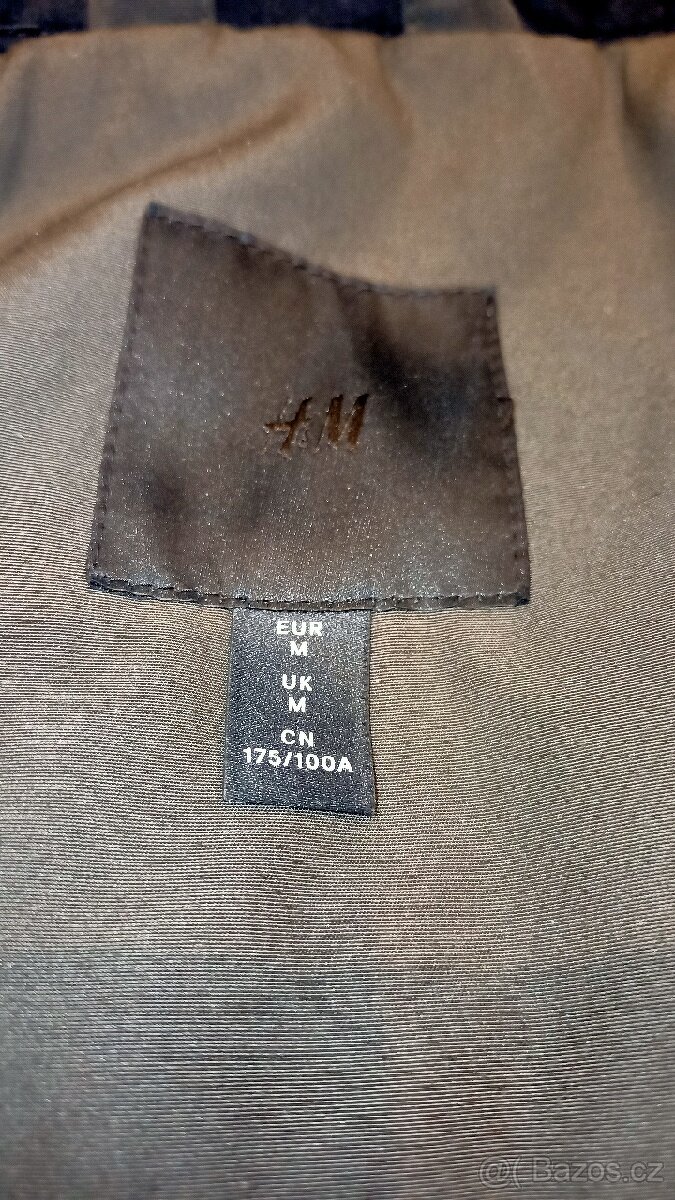 H&M
EUR
M
UK
M
CN
175/100A
@( Bazos.cz